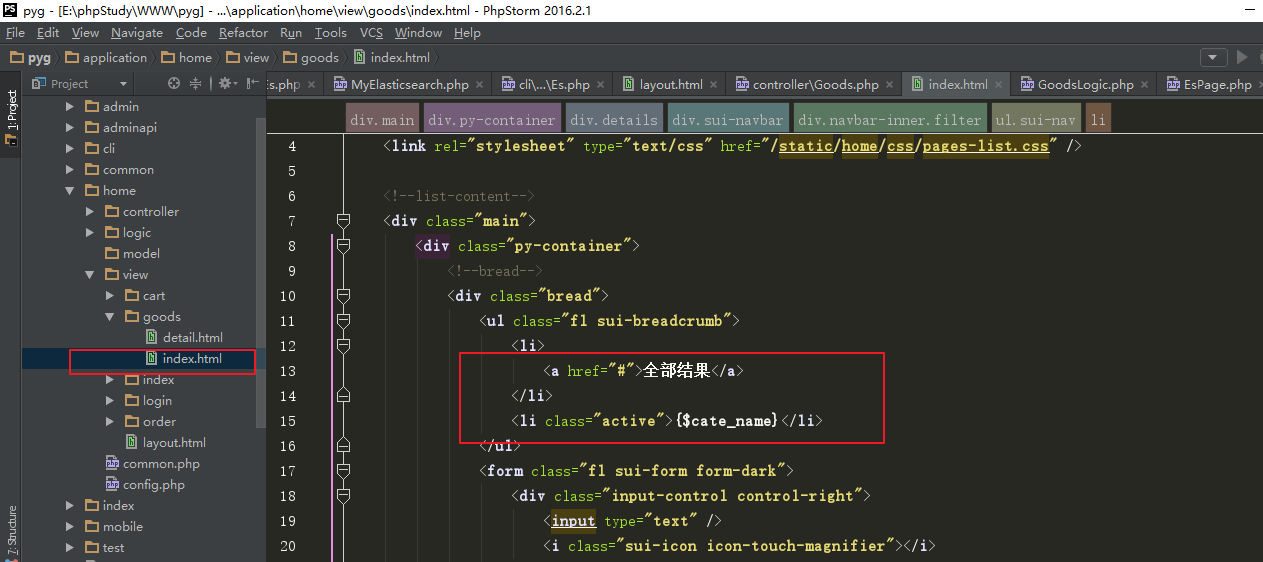 pyg - [E:\phpStudy\WWW\pyg] - ...\application\home\view\goods\index.html - PhpStorm 2016.2.1
File Edit View Navigate Code Refactor Run Tools VCS Window Help
pyg application home view goods index.html
1: Project
7: Structure
Project
admin
adminapi
cli
common
home
controller
logic
model
view
cart
goods
detail.html
index.html
index
login
order
layout.html
common.php
config.php
index
mobile
test
Es.php MyElasticsearch.php cli\...\Es.php layout.html controller\Goods.php index.html GoodsLogic.php EsPage.php
div.main div.py-container div.details div.sui-navbar div.navbar-inner.filter ul.sui-nav li
4 <link rel="stylesheet" type="text/css" href="/static/home/css/pages-list.css" />
5
6 <!--list-content-->
7 <div class="main">
8 <div class="py-container">
9 <!--bread-->
10 <div class="bread">
11 <ul class="fl sui-breadcrumb">
12 <li>
13 <a href="#">全部结果</a>
14 </li>
15 <li class="active">{$cate_name}</li>
16 </ul>
17 <form class="fl sui-form form-dark">
18 <div class="input-control control-right">
19 <input type="text" />
20 <i class="sui-icon icon-touch-magnifier"></i>